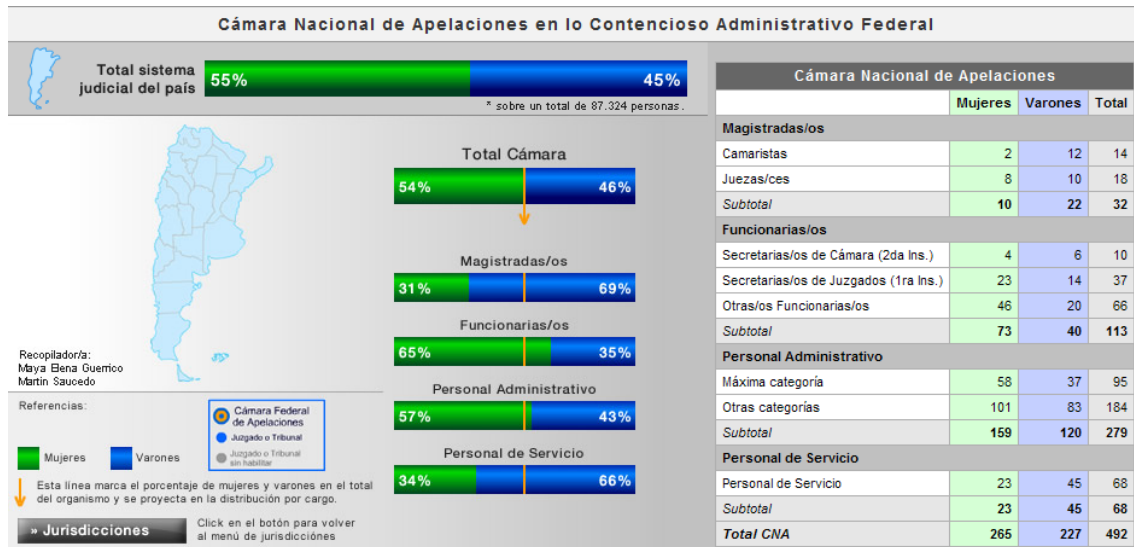 Cámara Nacional de Apelaciones en lo Contencioso Administrativo Federal
Total sistema
judicial del país
55% 45%
* sobre un total de 87.324 personas.
Total Cámara
54% 46%
Magistradas/os
31% 69%
Funcionarias/os
65% 35%
Personal Administrativo
57% 43%
Personal de Servicio
34% 66%
Recopilador/a:
Maya Elena Guerrico
Martín Saucedo
Referencias:
Mujeres Varones
Cámara Federal
de Apelaciones
Juzgado o Tribunal
Juzgado o Tribunal
sin habilitar
Esta línea marca el porcentaje de mujeres y varones en el total
del organismo y se proyecta en la distribución por cargo.
» Jurisdicciones
Click en el botón para volver
al menú de jurisdicciónes
Cámara Nacional de Apelaciones
Mujeres Varones Total
Magistradas/os
Camaristas 2 12 14
Juezas/ces 8 10 18
Subtotal 10 22 32
Funcionarias/os
Secretarias/os de Cámara (2da Ins.) 4 6 10
Secretarias/os de Juzgados (1ra Ins.) 23 14 37
Otras/os Funcionarias/os 46 20 66
Subtotal 73 40 113
Personal Administrativo
Máxima categoría 58 37 95
Otras categorías 101 83 184
Subtotal 159 120 279
Personal de Servicio
Personal de Servicio 23 45 68
Subtotal 23 45 68
Total CNA 265 227 492